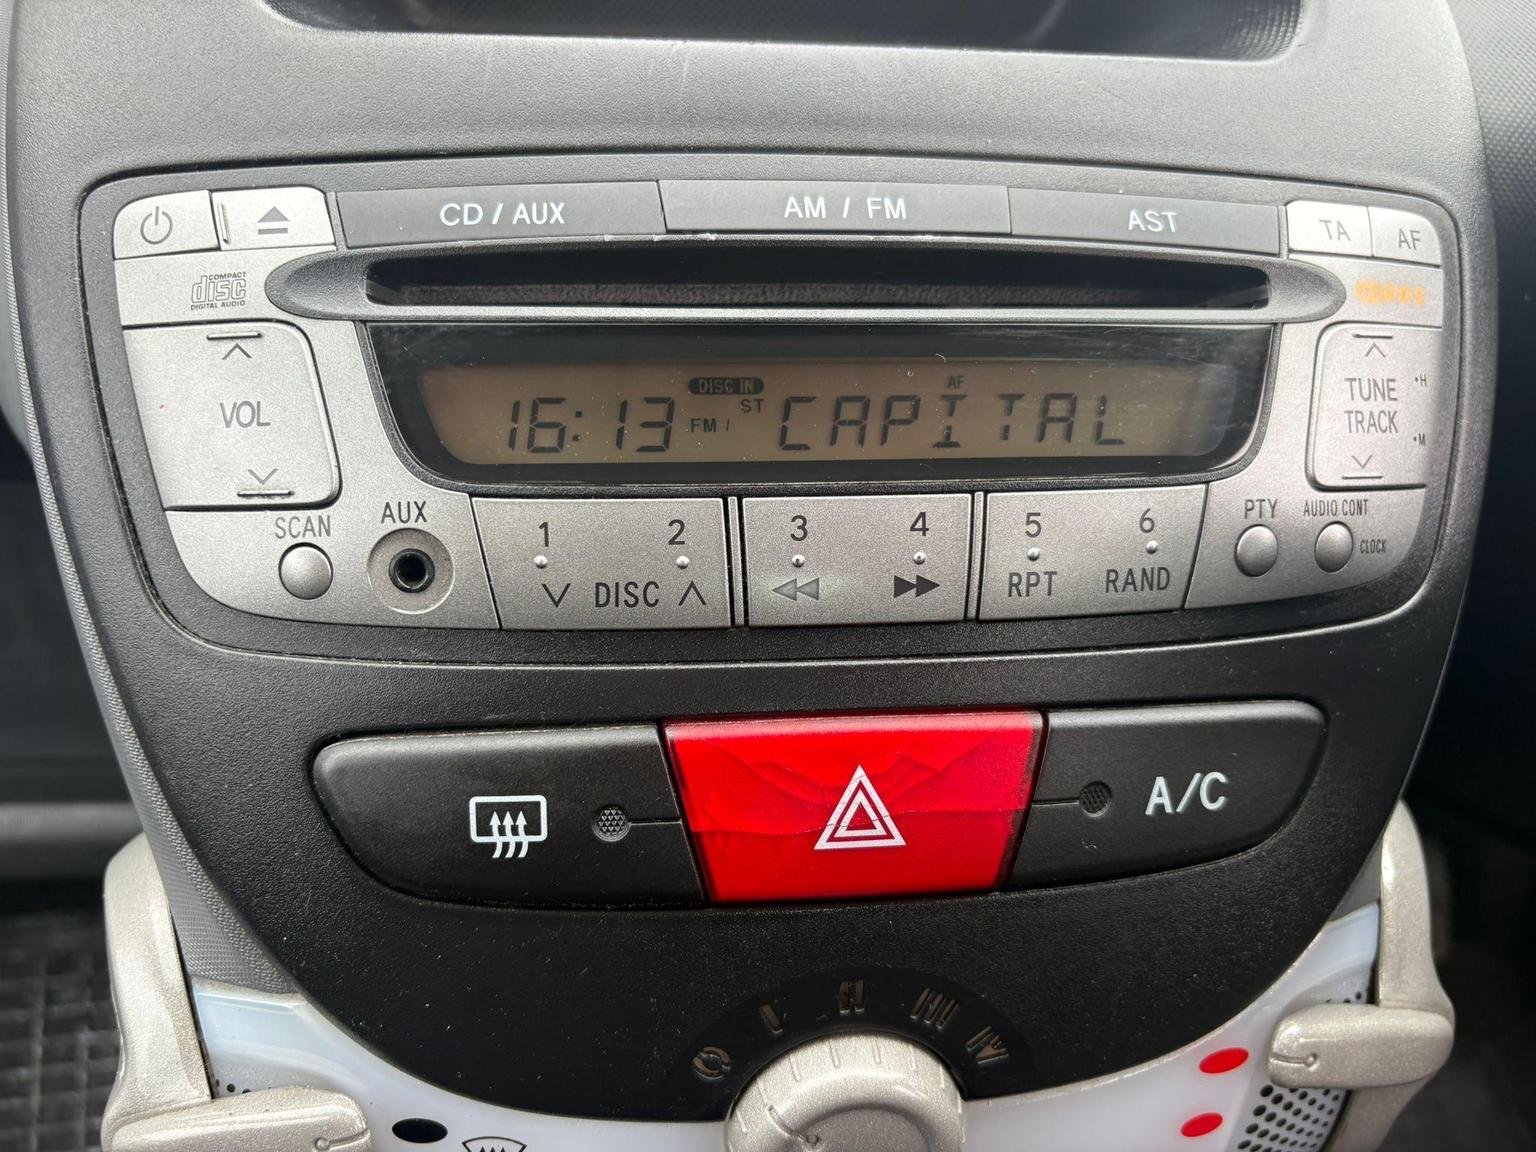 CD / AUX
AM / FM
AST
TA
AF
COMPACT
disc
DIGITAL AUDIO
VOL
DISC IN
AF
16:13
FM 1
ST
CAPITAL
TUNE
TRACK
•H
•M
SCAN
AUX
1
2
3
4
5
6
DISC
RPT
RAND
PTY
AUDIO CONT
CLOCK
A/C